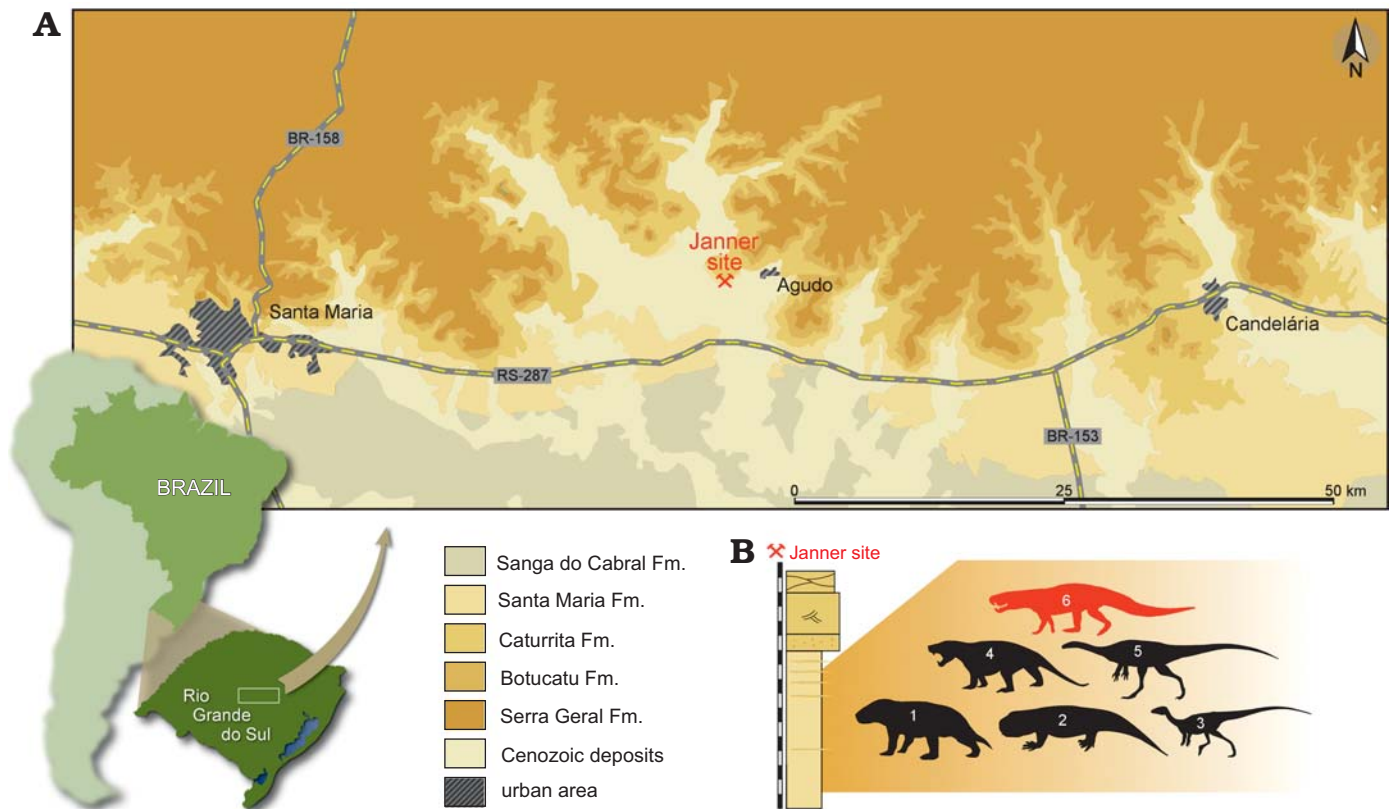 A
N
BR-158
Janner
site
Agudo
Santa Maria
Candelária
RS-287
BR-153
0
25
50 km
BRAZIL
Rio
Grande
do Sul
Sanga do Cabral Fm.
Santa Maria Fm.
Caturrita Fm.
Botucatu Fm.
Serra Geral Fm.
Cenozoic deposits
urban area
B
Janner site
6
4
5
1
2
3